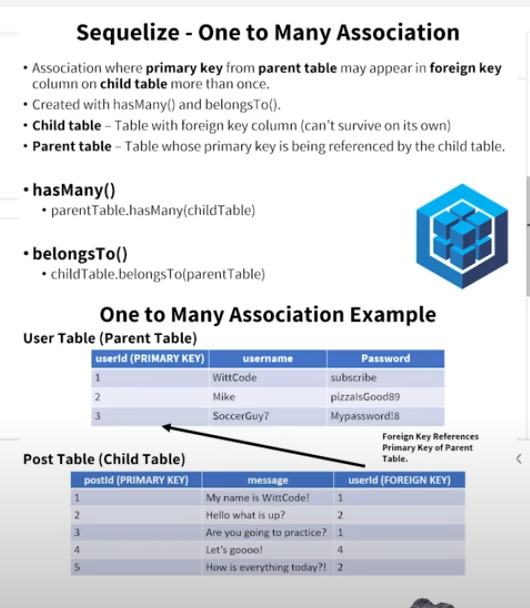 Sequelize - One to Many Association
• Association where primary key from parent table may appear in foreign key
column on child table more than once.
• Created with hasMany() and belongsTo().
• Child table – Table with foreign key column (can't survive on its own)
• Parent table – Table whose primary key is being referenced by the child table.
• hasMany()
• parentTable.hasMany(childTable)
• belongsTo()
• childTable.belongsTo(parentTable)
One to Many Association Example
User Table (Parent Table)
userId (PRIMARY KEY) username Password
1 WittCode subscribe
2 Mike pizzaIsGood89
3 SoccerGuy7 Mypassword!8
Foreign Key References
Primary Key of Parent
Table.
Post Table (Child Table)
postId (PRIMARY KEY) message userId (FOREIGN KEY)
1 My name is WittCode! 1
2 Hello what is up? 2
3 Are you going to practice? 1
4 Let's goooo! 4
5 How is everything today?! 2